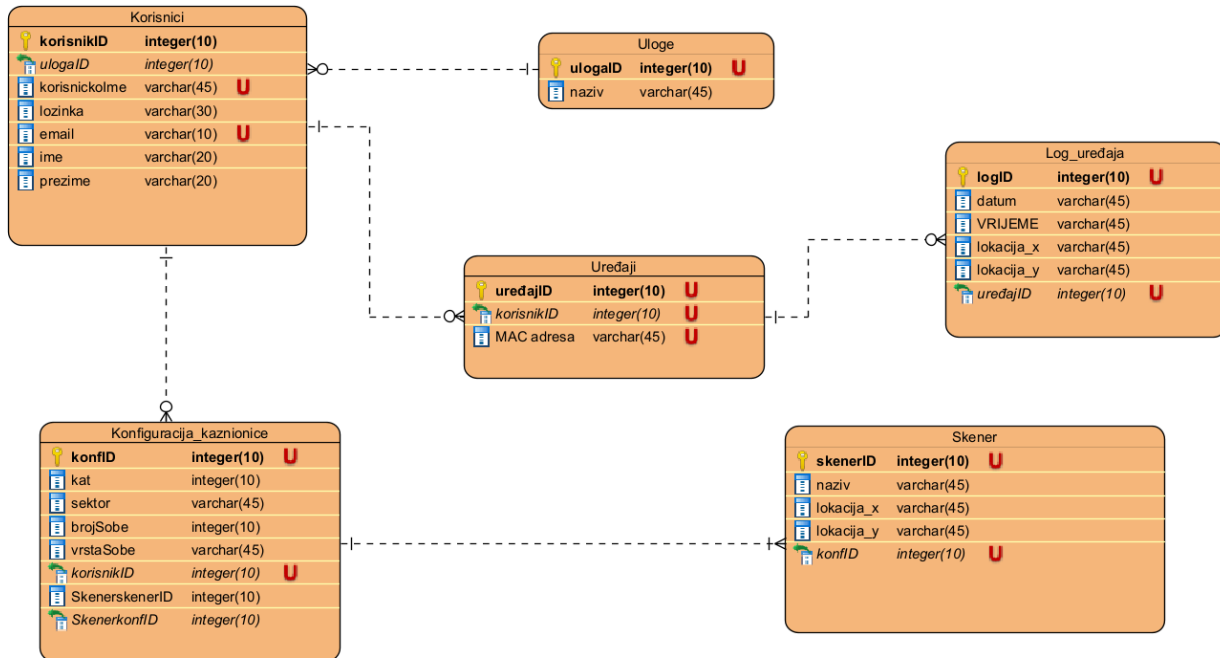 Korisnici
korisnikID integer(10)
ulogaID integer(10)
korisnickoIme varchar(45) U
lozinka varchar(30)
email varchar(10) U
ime varchar(20)
prezime varchar(20)
Uloge
ulogaID integer(10) U
naziv varchar(45)
Log_uređaja
logID integer(10) U
datum varchar(45)
VRIJEME varchar(45)
lokacija_x varchar(45)
lokacija_y varchar(45)
uređajID integer(10) U
Uređaji
uređajID integer(10) U
korisnikID integer(10) U
MAC adresa varchar(45) U
Konfiguracija_kaznionice
konfID integer(10) U
kat integer(10)
sektor varchar(45)
brojSobe integer(10)
vrstaSobe varchar(45)
korisnikID integer(10) U
SkenerskenerID integer(10)
SkenerkonfID integer(10)
Skener
skenerID integer(10) U
naziv varchar(45)
lokacija_x varchar(45)
lokacija_y varchar(45)
konfID integer(10) U